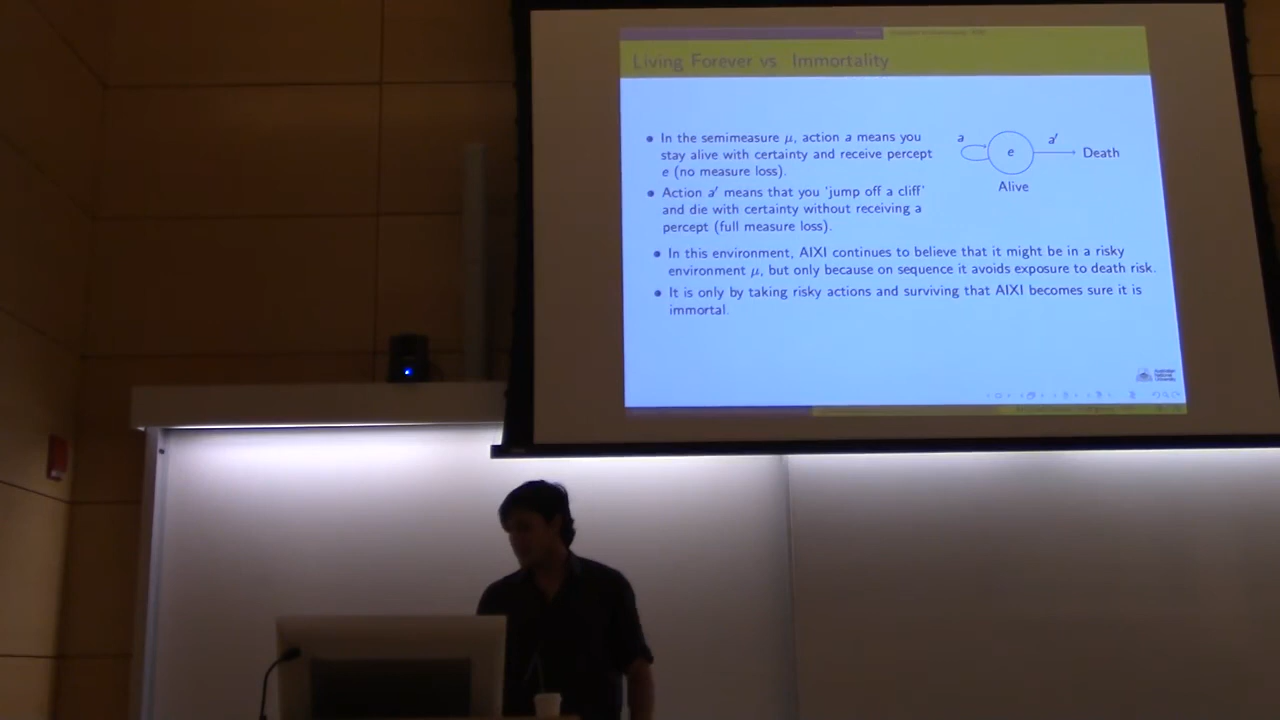 Living Forever vs. Immortality
• In the semimeasure μ, action a means you
stay alive with certainty and receive percept
e (no measure loss).
• Action a′ means that you 'jump off a cliff'
and die with certainty without receiving a
percept (full measure loss).
a
e
a′
Death
Alive
• In this environment, AIXI continues to believe that it might be in a risky
environment μ, but only because on sequence it avoids exposure to death risk.
• It is only by taking risky actions and surviving that AIXI becomes sure it is
immortal.
Australian
National
University